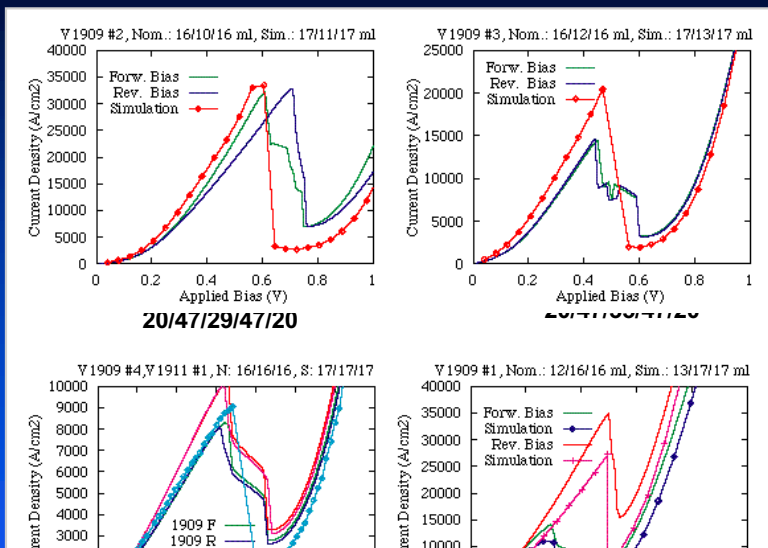 V1909 #2, Nom.: 16/10/16 ml, Sim.: 17/11/17 ml
40000
35000
30000
25000
20000
15000
10000
5000
0
Current Density (A/cm2)
Forw. Bias
Rev. Bias
Simulation
0 0.2 0.4 0.6 0.8 1
Applied Bias (V)
20/47/29/47/20
V1909 #3, Nom.: 16/12/16 ml, Sim.: 17/13/17 ml
25000
20000
15000
10000
5000
0
Current Density (A/cm2)
Forw. Bias
Rev. Bias
Simulation
0 0.2 0.4 0.6 0.8 1
Applied Bias (V)
V1909 #4,V1911 #1, N: 16/16/16, S: 17/17/17
10000
9000
8000
7000
6000
5000
4000
3000
Density (A/cm2)
1909 F
1909 R
V1909 #1, Nom.: 12/16/16 ml, Sim.: 13/17/17 ml
40000
35000
30000
25000
20000
15000
10000
Density (A/cm2)
Forw. Bias
Simulation
Rev. Bias
Simulation